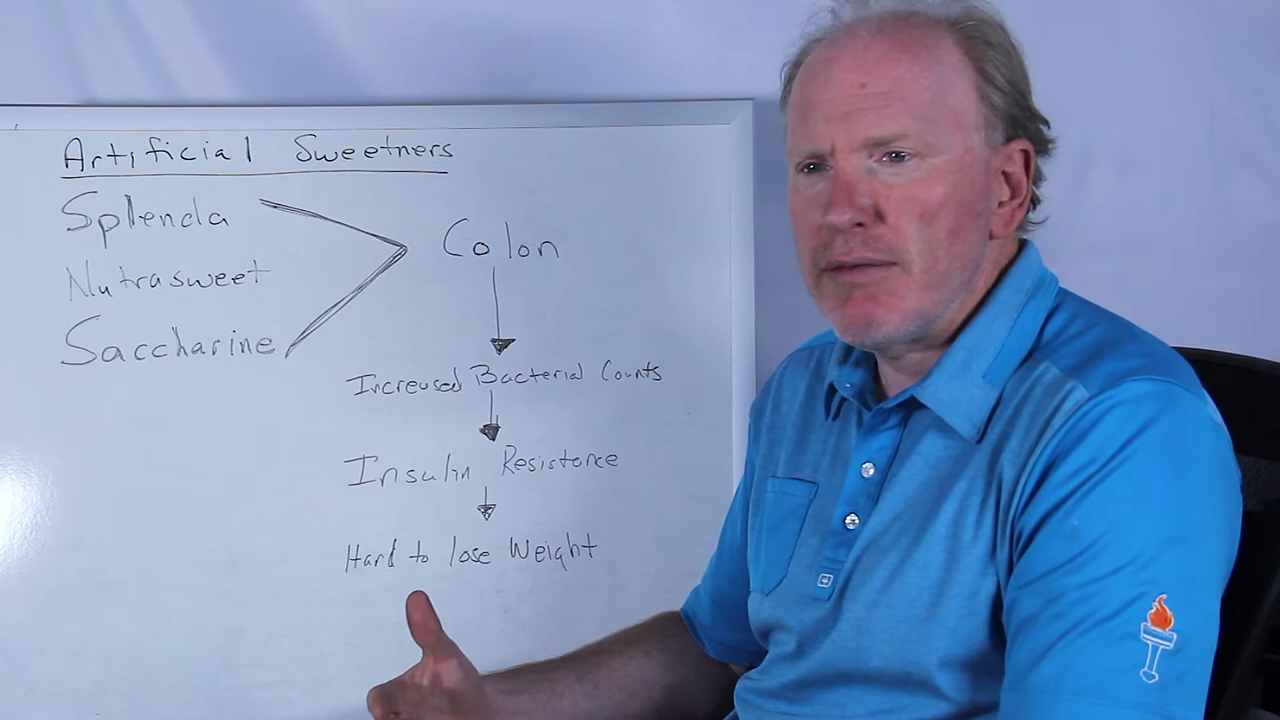 Artificial Sweetners
Splenda
Nutrasweet
Saccharine
Colon
Increased Bacterial Counts
Insulin Resistance
Hard to lose Weight